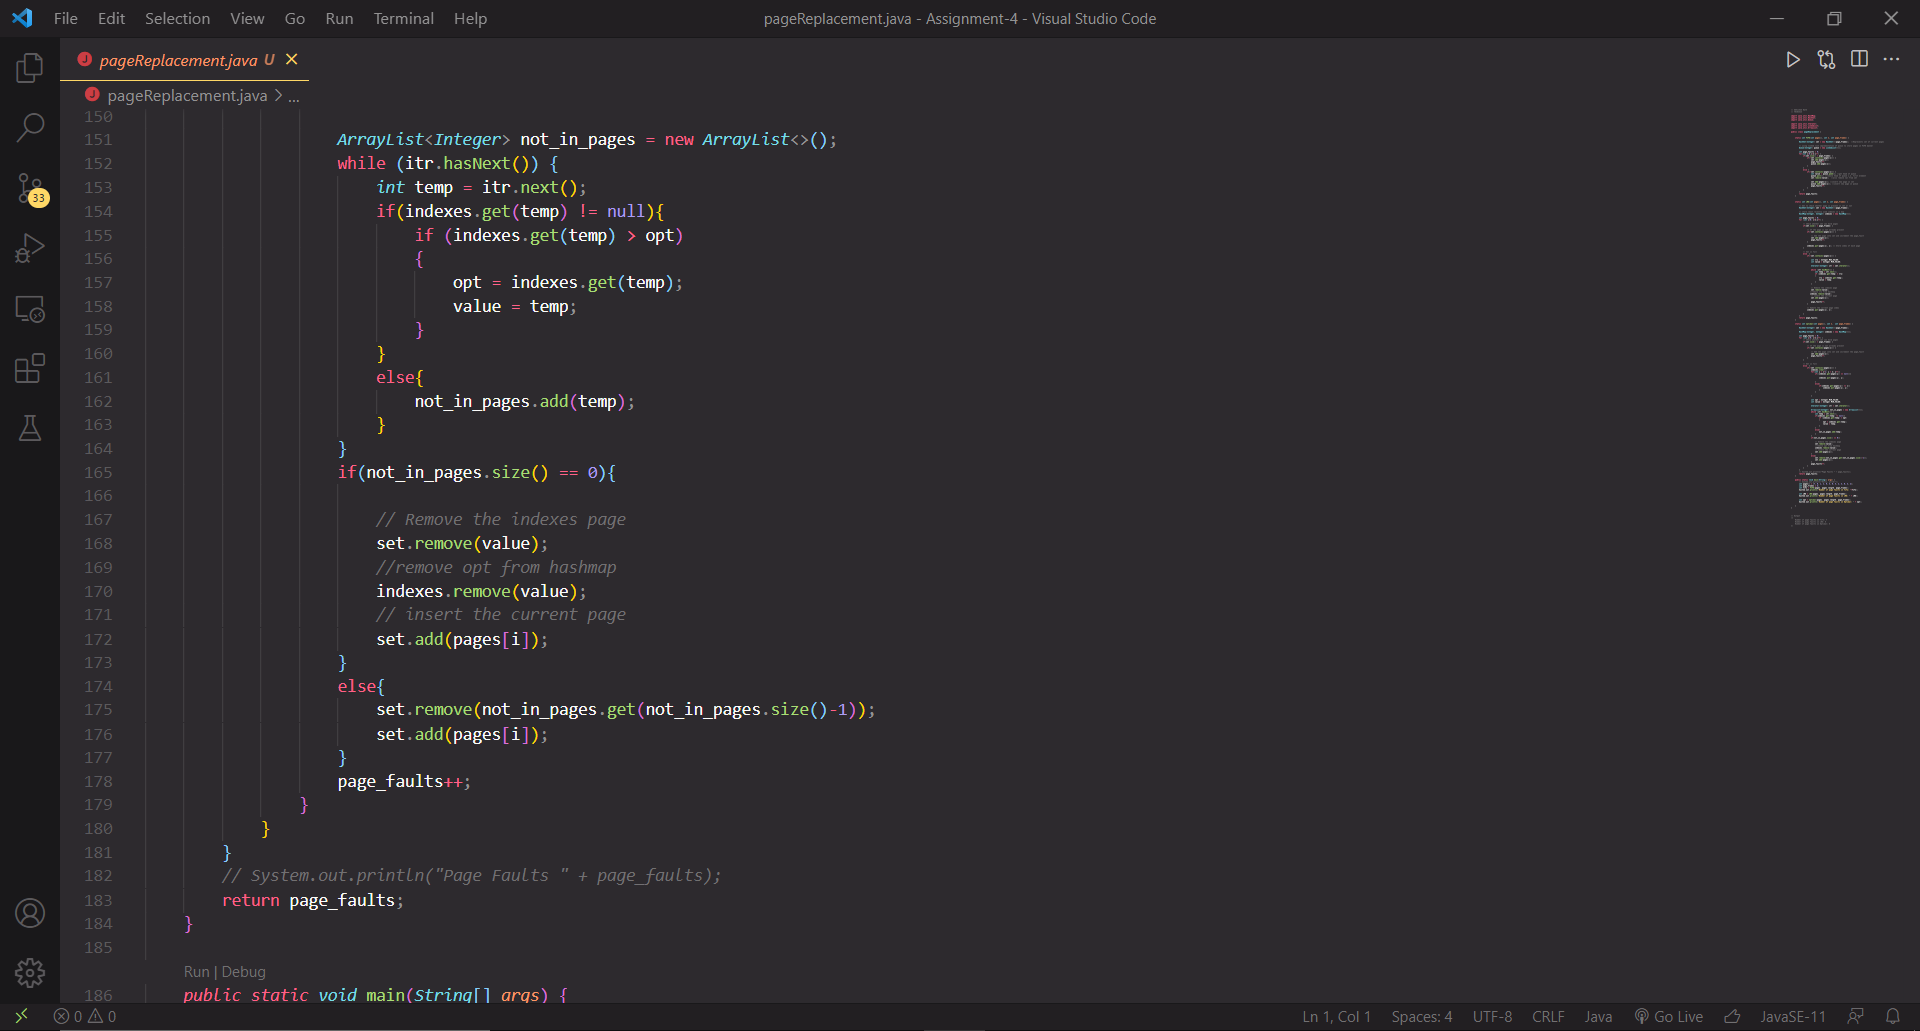 File Edit Selection View Go Run Terminal Help
pageReplacement.java - Assignment-4 - Visual Studio Code
pageReplacement.java U
pageReplacement.java > ...
150
151 ArrayList<Integer> not_in_pages = new ArrayList<>();
152 while (itr.hasNext()) {
153 int temp = itr.next();
154 if(indexes.get(temp) != null){
155 if (indexes.get(temp) > opt)
156 {
157 opt = indexes.get(temp);
158 value = temp;
159 }
160 }
161 else{
162 not_in_pages.add(temp);
163 }
164 }
165 if(not_in_pages.size() == 0){
166
167 // Remove the indexes page
168 set.remove(value);
169 //remove opt from hashmap
170 indexes.remove(value);
171 // insert the current page
172 set.add(pages[i]);
173 }
174 else{
175 set.remove(not_in_pages.get(not_in_pages.size()-1));
176 set.add(pages[i]);
177 }
178 page_faults++;
179 }
180 }
181 }
182 // System.out.println("Page Faults " + page_faults);
183 return page_faults;
184 }
185
Run | Debug
186 public static void main(String[] args) {
33
0 0
Ln 1, Col 1 Spaces: 4 UTF-8 CRLF Java Go Live JavaSE-11